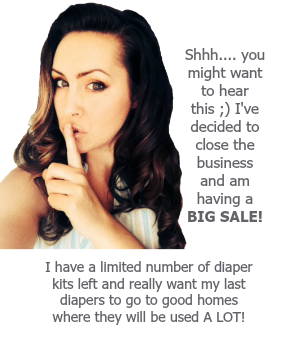 Shhh.... you
might want
to hear
this ;) I've
decided to
close the
business
and am
having a
BIG SALE!
I have a limited number of diaper
kits left and really want my last
diapers to go to good homes
where they will be used A LOT!